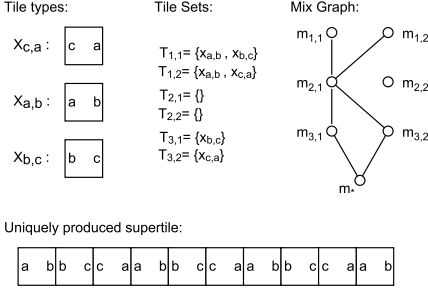 Tile types:
Tile Sets:
Mix Graph:
X_{c,a} :
c a
X_{a,b} :
a b
X_{b,c} :
b c
T_{1,1}= {x_{a,b} , x_{b,c}}
T_{1,2}= {x_{a,b} , x_{c,a}}
T_{2,1}= {}
T_{2,2}= {}
T_{3,1}= {x_{b,c}}
T_{3,2}= {x_{c,a}}
m_{1,1}
m_{1,2}
m_{2,1}
m_{2,2}
m_{3,1}
m_{3,2}
m_*
Uniquely produced supertile:
a b b c c a a b b c c a a b b c c a a b